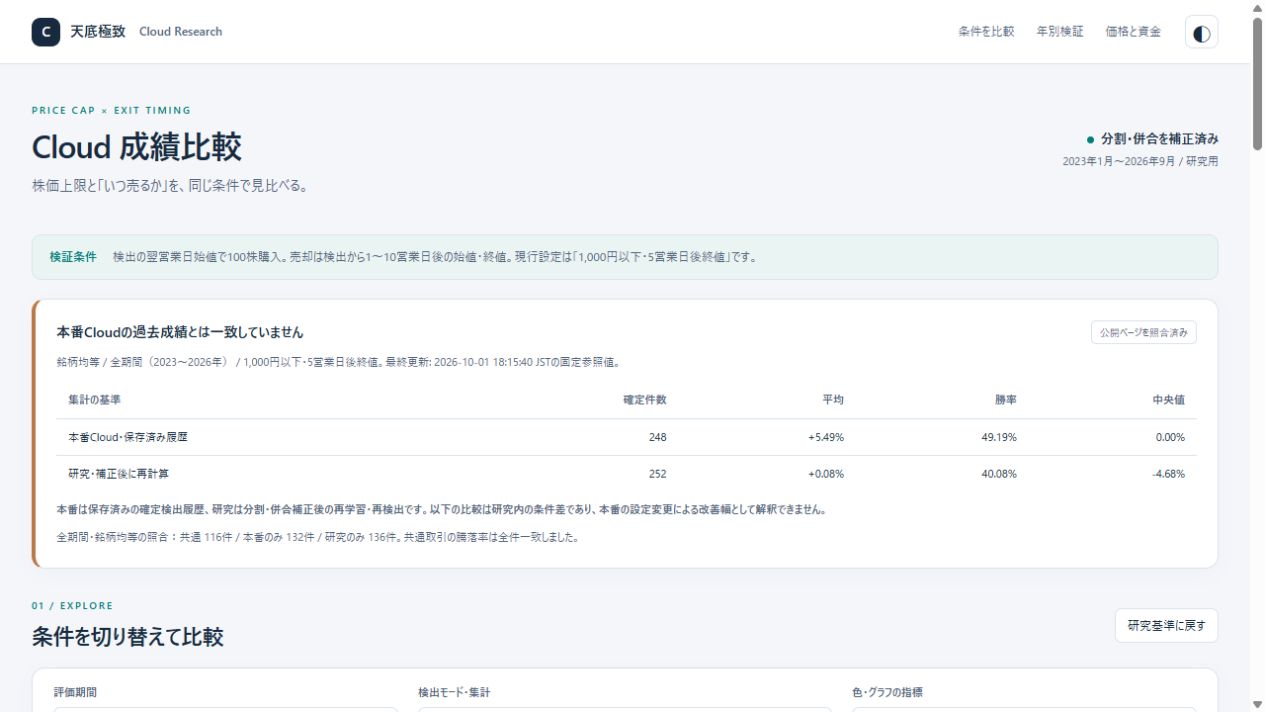 C 天底極致 Cloud Research 条件を比較 年別検証 価格と資金
PRICE CAP × EXIT TIMING
Cloud 成績比較
分割・併合を補正済み
2023年1月～2026年9月 / 研究用
株価上限と「いつ売るか」を、同じ条件で見比べる。
検証条件 検出の翌営業日始値で100株購入。売却は検出から1～10営業日後の始値・終値。現行設定は「1,000円以下・5営業日後終値」です。
本番Cloudの過去成績とは一致していません
公開ページを照合済み
銘柄均等 / 全期間（2023～2026年） / 1,000円以下・5営業日後終値。最終更新: 2026-10-01 18:15:40 JSTの固定参照値。
集計の基準 確定件数 平均 勝率 中央値
本番Cloud・保存済み履歴 248 +5.49% 49.19% 0.00%
研究・補正後に再計算 252 +0.08% 40.08% -4.68%
本番は保存済みの確定検出履歴、研究は分割・併合補正後の再学習・再検出です。以下の比較は研究内の条件差であり、本番の設定変更による改善幅として解釈できません。
全期間・銘柄均等の照合：共通 116件 / 本番のみ 132件 / 研究のみ 136件。共通取引の騰落率は全件一致しました。
01 / EXPLORE
条件を切り替えて比較
研究基準に戻す
評価期間 検出モード・集計 色・グラフの指標